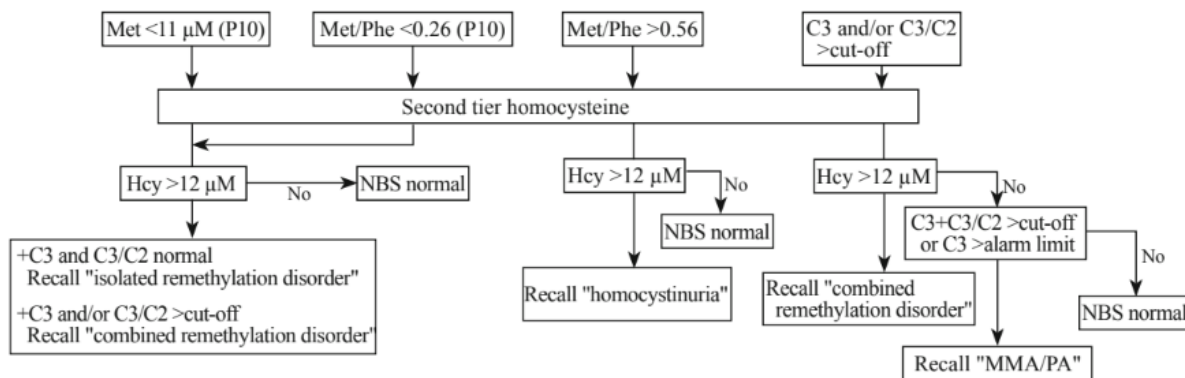 Met <11 µM (P10)
Met/Phe <0.26 (P10)
Met/Phe >0.56
C3 and/or C3/C2
>cut-off
Second tier homocysteine
Hcy >12 µM
No
NBS normal
Hcy >12 µM
No
NBS normal
Hcy >12 µM
No
C3+C3/C2 >cut-off
or C3 >alarm limit
No
NBS normal
+C3 and C3/C2 normal
Recall "isolated remethylation disorder"
+C3 and/or C3/C2 >cut-off
Recall "combined remethylation disorder"
Recall "homocystinuria"
Recall "combined
remethylation disorder"
Recall "MMA/PA"